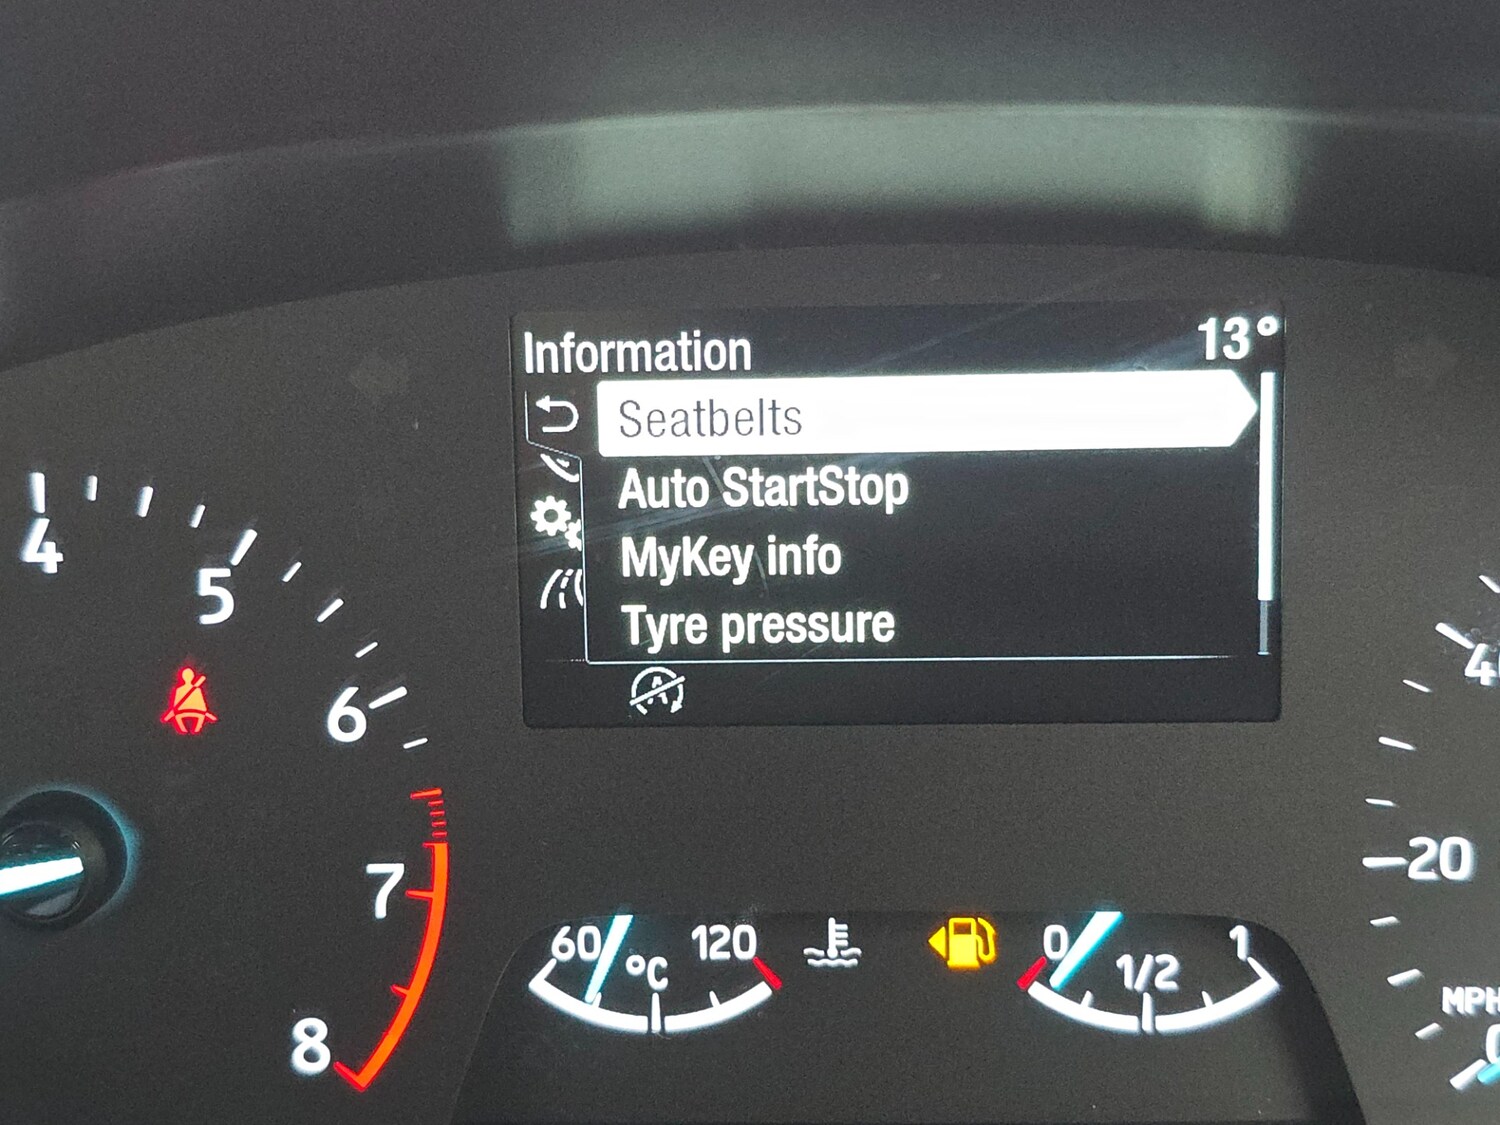 Information 13°
Seatbelts
Auto StartStop
MyKey info
Tyre pressure
4
5
6
7
8
60 °C 120
0 1/2 1
20
MPH
0